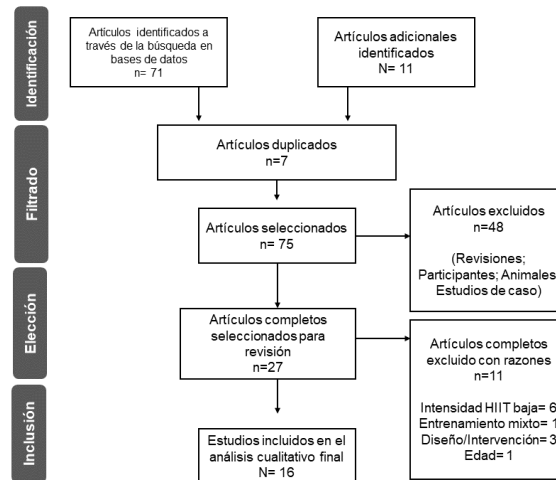 Identificación
Artículos identificados a
través de la búsqueda en
bases de datos
n= 71
Artículos adicionales
identificados
N= 11
Filtrado
Artículos duplicados
n=7
Artículos seleccionados
n= 75
Artículos excluidos
n=48
(Revisiones;
Participantes; Animales
Estudios de caso)
Elección
Artículos completos
seleccionados para
revisión
n=27
Artículos completos
excluido con razones
n=11
Intensidad HIIT baja= 6
Entrenamiento mixto= 1
Diseño/Intervención= 3
Edad= 1
Inclusión
Estudios incluidos en el
análisis cualitativo final
N= 16